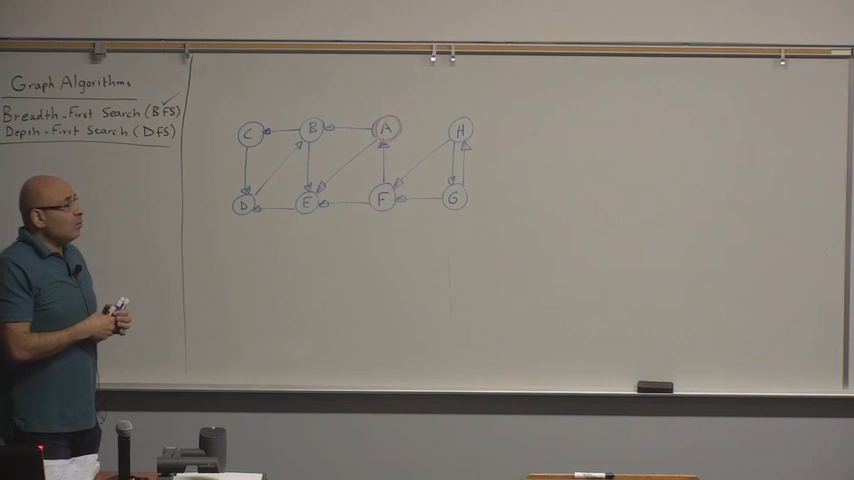 Graph Algorithms
Breadth-First Search (BFS)
Depth-First Search (DFS)
C B A H
D E F G